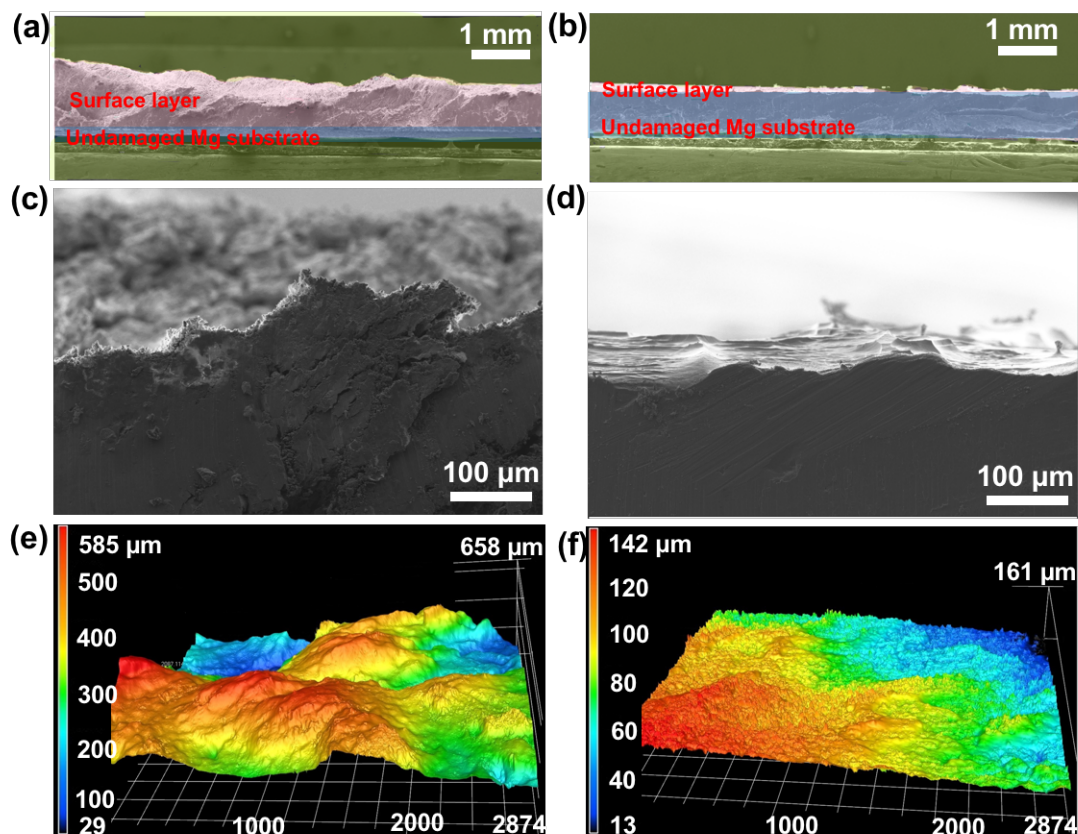 (a)
1 mm
Surface layer
Undamaged Mg substrate
(b)
1 mm
Surface layer
Undamaged Mg substrate
(c)
100 µm
(d)
100 µm
(e)
585 µm
658 µm
500
400
300
200
100
29
1000
2000
2874
(f)
142 µm
161 µm
120
100
80
60
40
13
1000
2000
2874